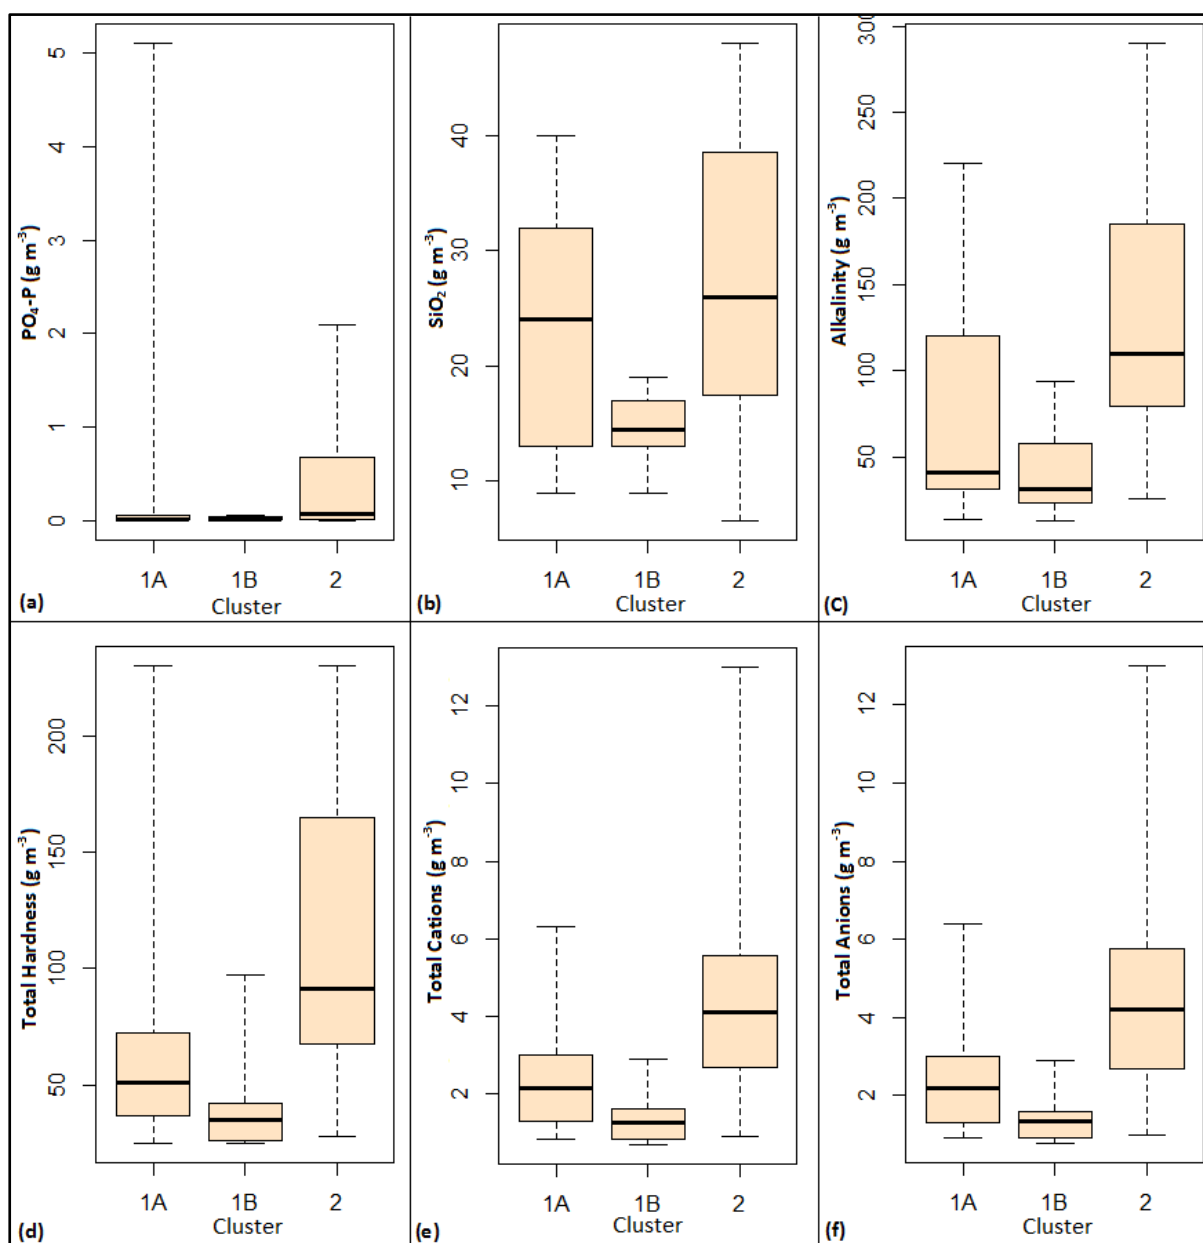 PO₄-P (g m⁻³)
5
4
3
2
1
0
1A 1B 2
Cluster
(a)
SiO₂ (g m⁻³)
40
30
20
10
1A 1B 2
Cluster
(b)
Alkalinity (g m⁻³)
300
250
200
150
100
50
1A 1B 2
Cluster
(C)
Total Hardness (g m⁻³)
200
150
100
50
1A 1B 2
Cluster
(d)
Total Cations (g m⁻³)
12
10
8
6
4
2
1A 1B 2
Cluster
(e)
Total Anions (g m⁻³)
12
10
8
6
4
2
1A 1B 2
Cluster
(f)